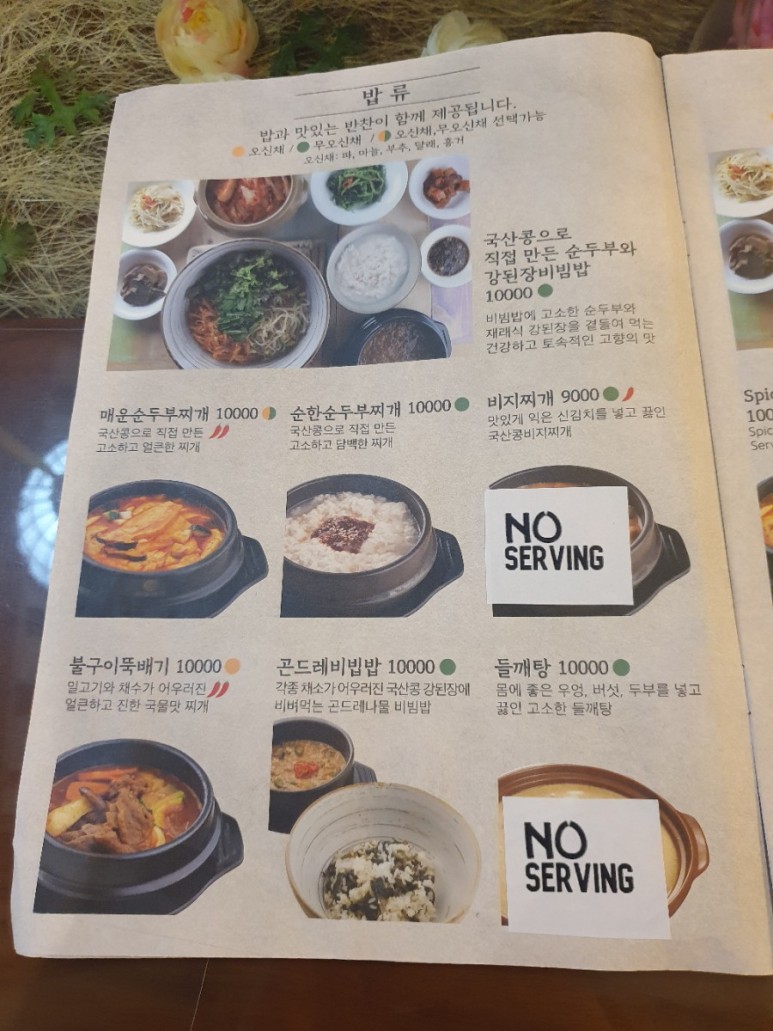 밥 류
밥과 맛있는 반찬이 함께 제공됩니다.
오신채 / 무오신채 / 오신채,무오신채 선택가능
오신채: 파, 마늘, 부추, 달래, 흥거
국산콩으로
직접 만든 순두부와
강된장비빔밥
10000
비빔밥에 고소한 순두부와
재래식 강된장을 곁들여 먹는
건강하고 토속적인 고향의 맛
매운순두부찌개 10000
국산콩으로 직접 만든
고소하고 얼큰한 찌개
순한순두부찌개 10000
국산콩으로 직접 만든
고소하고 담백한 찌개
비지찌개 9000
맛있게 익은 신김치를 넣고 끓인
국산콩비지찌개
NO
SERVING
불구이뚝배기 10000
밀고기와 채수가 어우러진
얼큰하고 진한 국물맛 찌개
곤드레비빕밥 10000
각종 채소가 어우러진 국산콩 강된장에
비벼먹는 곤드레나물 비빔밥
들깨탕 10000
몸에 좋은 우엉, 버섯, 두부를 넣고
끓인 고소한 들깨탕
NO
SERVING
Spic
100
Spic
Serv